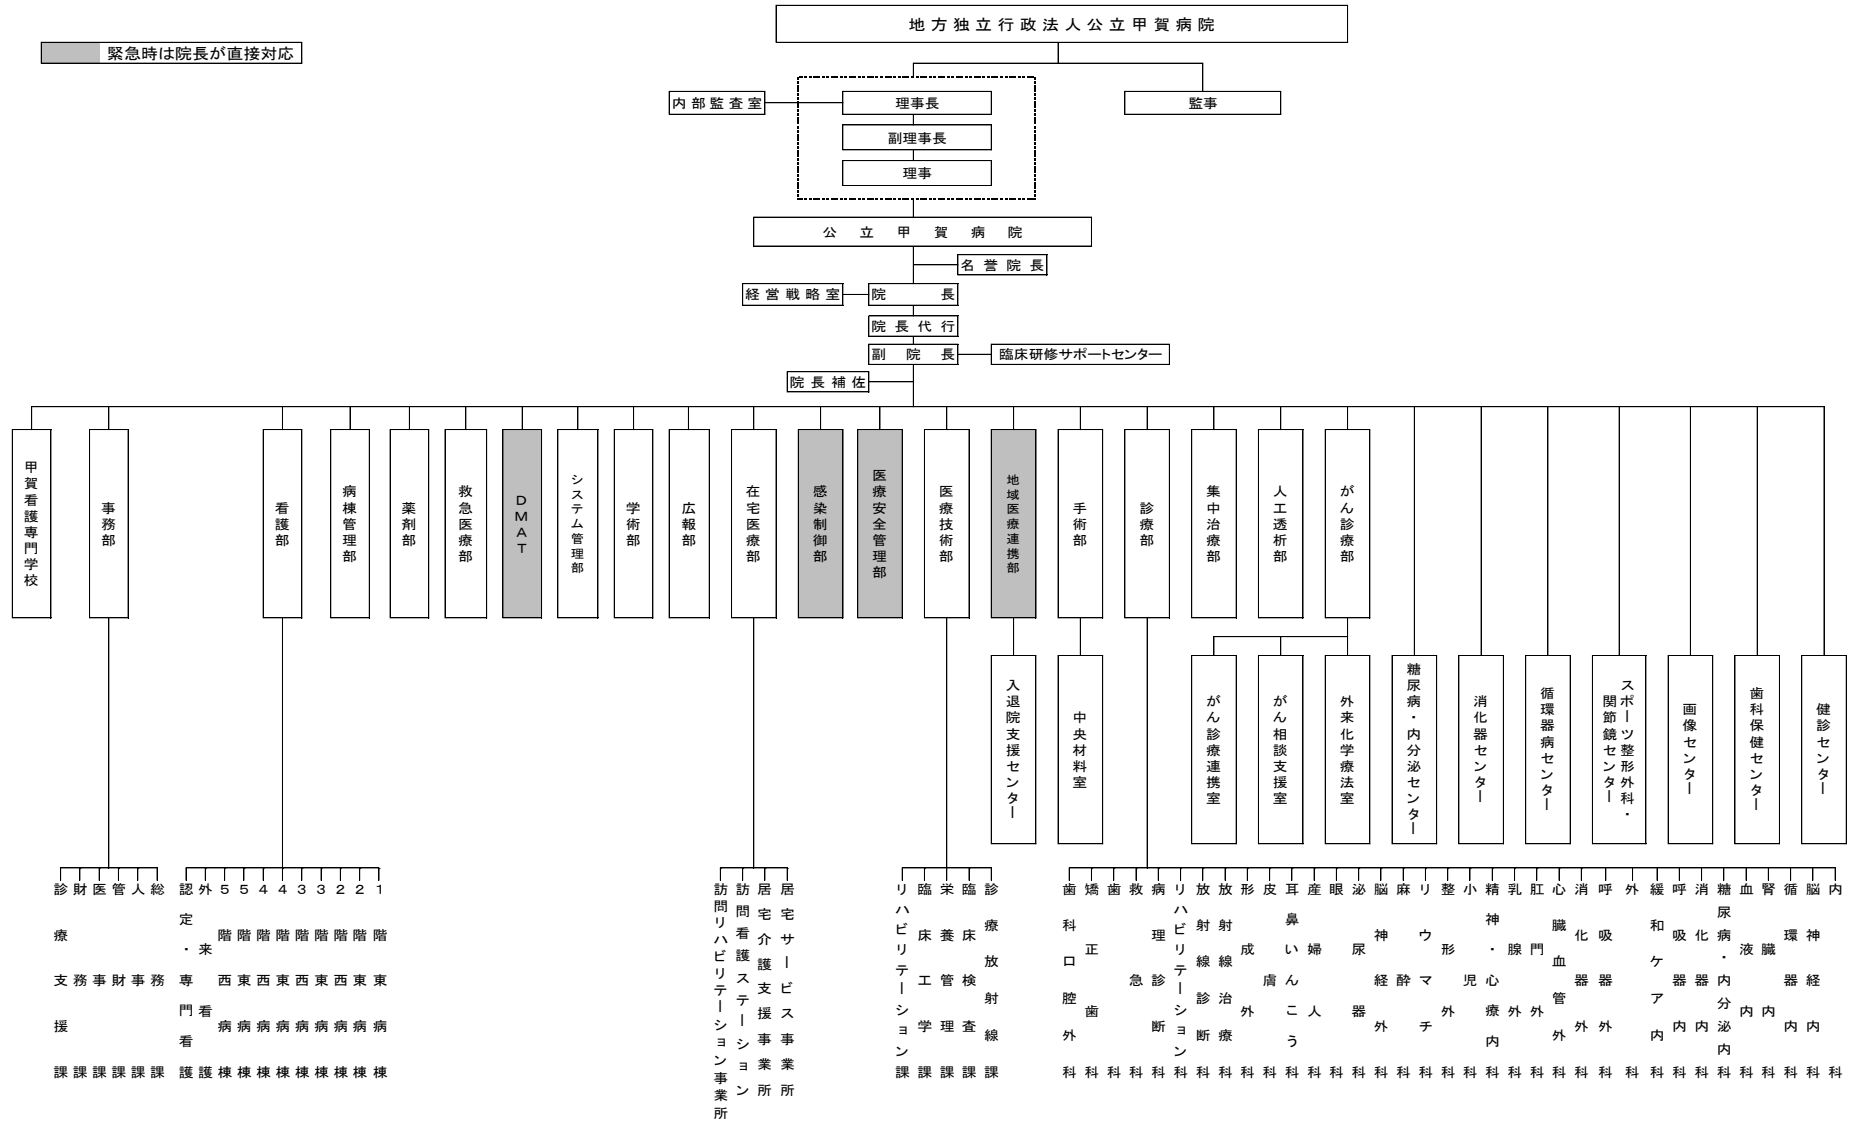 地方独立行政法人公立甲賀病院
緊急時は院長が直接対応
内部監査室
理事長
監事
副理事長
理事
公立甲賀病院
名誉院長
経営戦略室
院長
院長代行
副院長
臨床研修サポートセンター
院長補佐
甲賀看護専門学校
事務部
看護部
病棟管理部
薬剤部
救急医療部
DMAT
システム管理部
学術部
広報部
在宅医療部
感染制御部
医療安全管理部
医療技術部
地域医療連携部
手術部
診療部
集中治療部
人工透析部
がん診療部
入退院支援センター
中央材料室
がん診療連携室
がん相談支援室
外来化学療法室
糖尿病・内分泌センター
消化器センター
循環器病センター
スポーツ整形外科・
関節鏡センター
画像センター
歯科保健センター
健診センター
診療支援課
財務課
医事課
管財課
人事課
総務課
認定・専門看護
外来看護
5階西病棟
5階東病棟
4階西病棟
4階東病棟
3階西病棟
3階東病棟
2階西病棟
2階東病棟
1階東病棟
訪問リハビリテーション事業所
訪問看護ステーション
居宅介護支援事業所
居宅サービス事業所
リハビリテーション課
臨床工学課
栄養管理課
臨床検査課
診療放射線課
歯科口腔外科
矯正歯科
歯科
救急科
病理診断科
リハビリテーション科
放射線診断科
放射線治療科
形成外科
皮膚科
耳鼻いんこう科
産婦人科
眼科
泌尿器科
脳神経外科
麻酔科
リウマチ科
整形外科
小児科
精神・心療内科
乳腺外科
肛門外科
心臓血管外科
消化器外科
呼吸器外科
外科
緩和ケア内科
呼吸器内科
消化器内科
糖尿病・内分泌内科
血液内科
腎臓内科
循環器内科
脳神経内科
内科